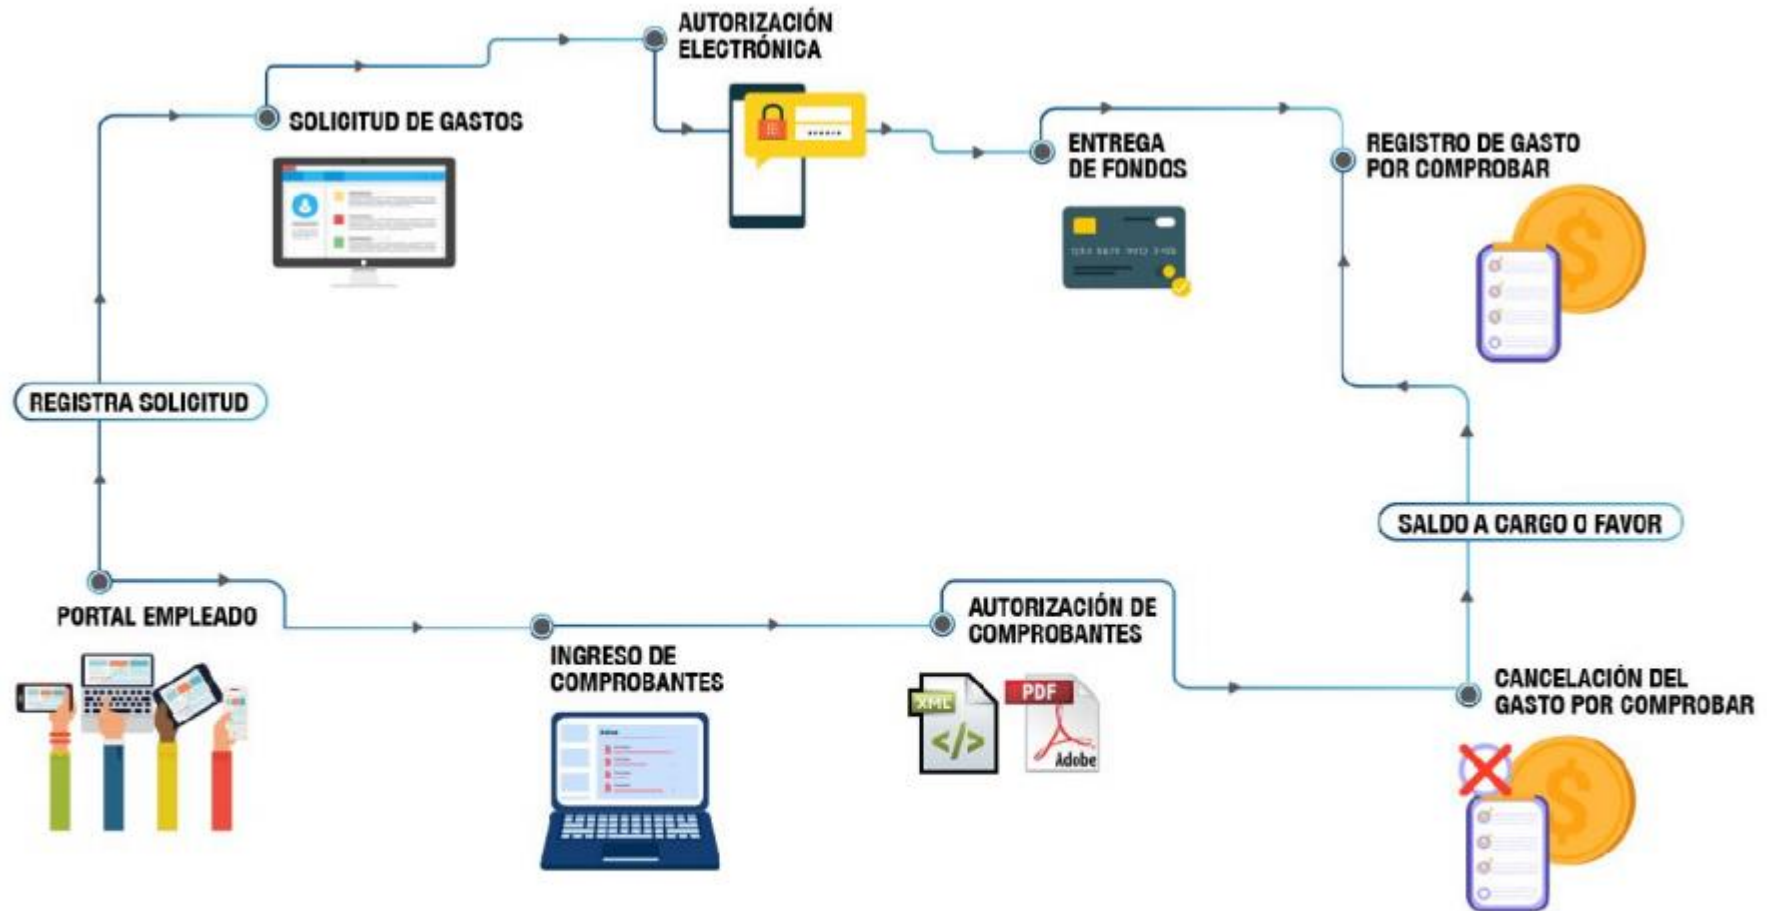 AUTORIZACIÓN
ELECTRÓNICA
SOLICITUD DE GASTOS
ENTREGA
DE FONDOS
REGISTRO DE GASTO
POR COMPROBAR
REGISTRA SOLICITUD
SALDO A CARGO O FAVOR
PORTAL EMPLEADO
INGRESO DE
COMPROBANTES
AUTORIZACIÓN DE
COMPROBANTES
XML
</>
PDF
Adobe
CANCELACIÓN DEL
GASTO POR COMPROBAR